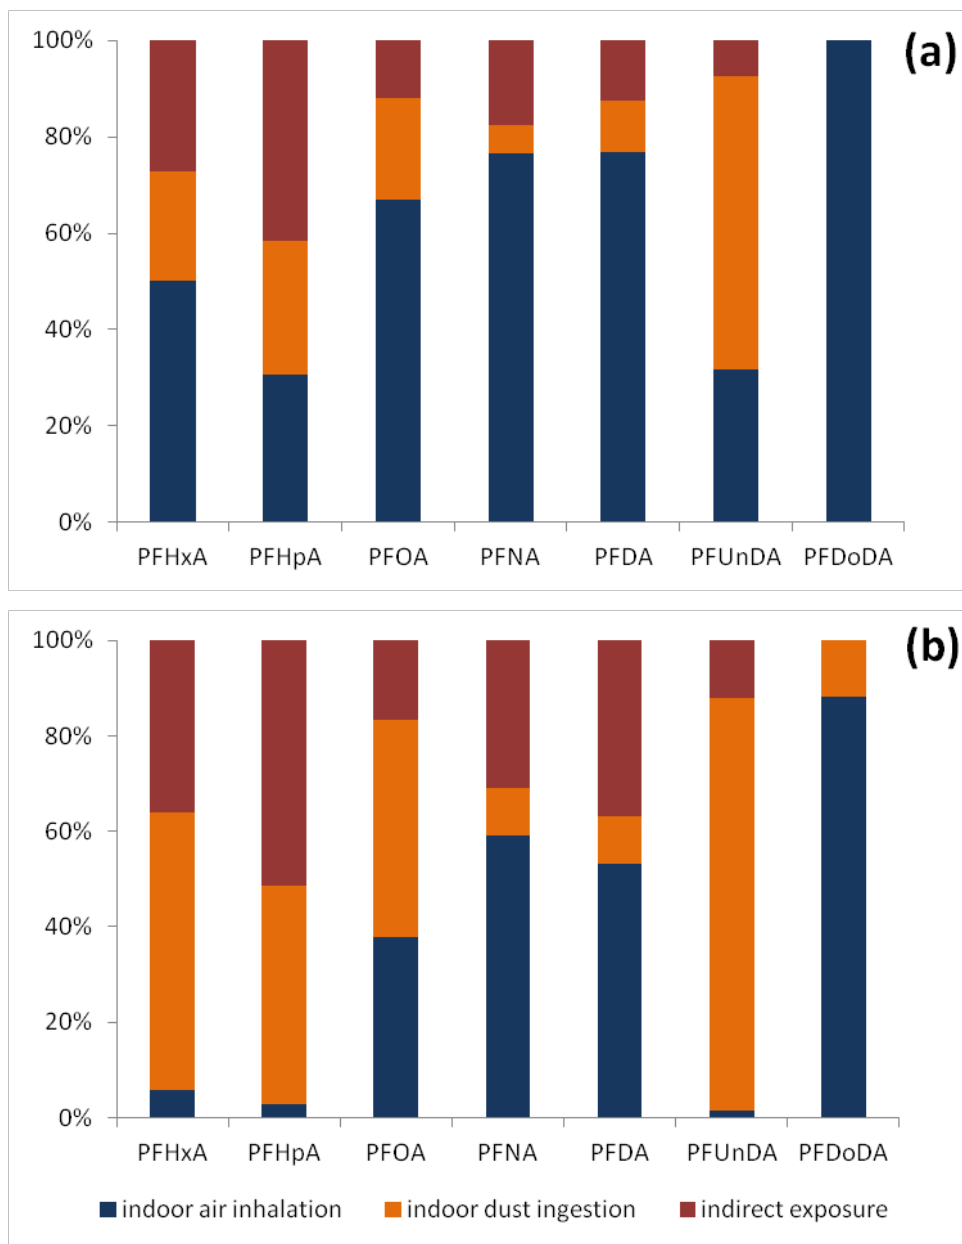 (a)
100%
80%
60%
40%
20%
0%
PFHxA PFHpA PFOA PFNA PFDA PFUnDA PFDoDA
(b)
100%
80%
60%
40%
20%
0%
PFHxA PFHpA PFOA PFNA PFDA PFUnDA PFDoDA
indoor air inhalation indoor dust ingestion indirect exposure